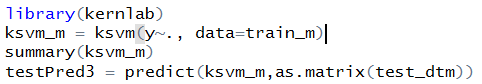 library(kernlab)
ksvm_m = ksvm(y~., data=train_m)
summary(ksvm_m)
testPred3 = predict(ksvm_m,as.matrix(test_dtm))